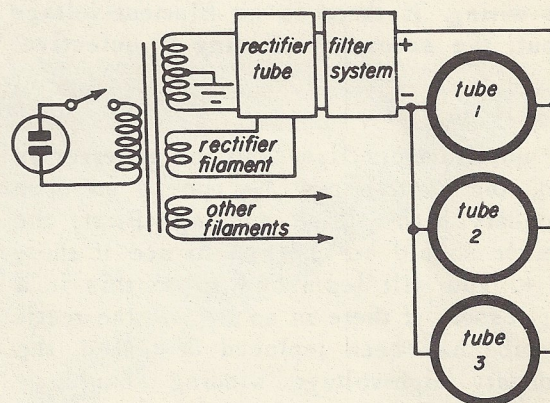 rectifier
tube
filter
system
+
−
tube
1
rectifier
filament
other
filaments
tube
2
tube
3